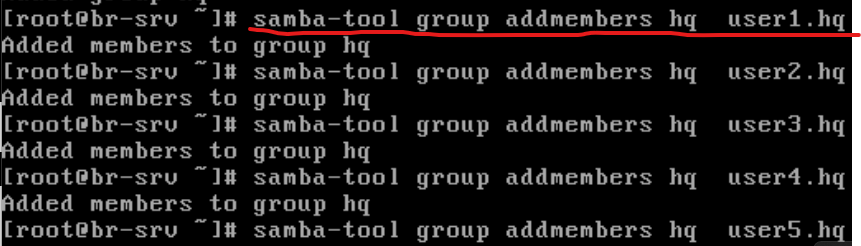 [root@br-srv ~]# samba-tool group addmembers hq  user1.hq
Added members to group hq
[root@br-srv ~]# samba-tool group addmembers hq  user2.hq
Added members to group hq
[root@br-srv ~]# samba-tool group addmembers hq  user3.hq
Added members to group hq
[root@br-srv ~]# samba-tool group addmembers hq  user4.hq
Added members to group hq
[root@br-srv ~]# samba-tool group addmembers hq  user5.hq